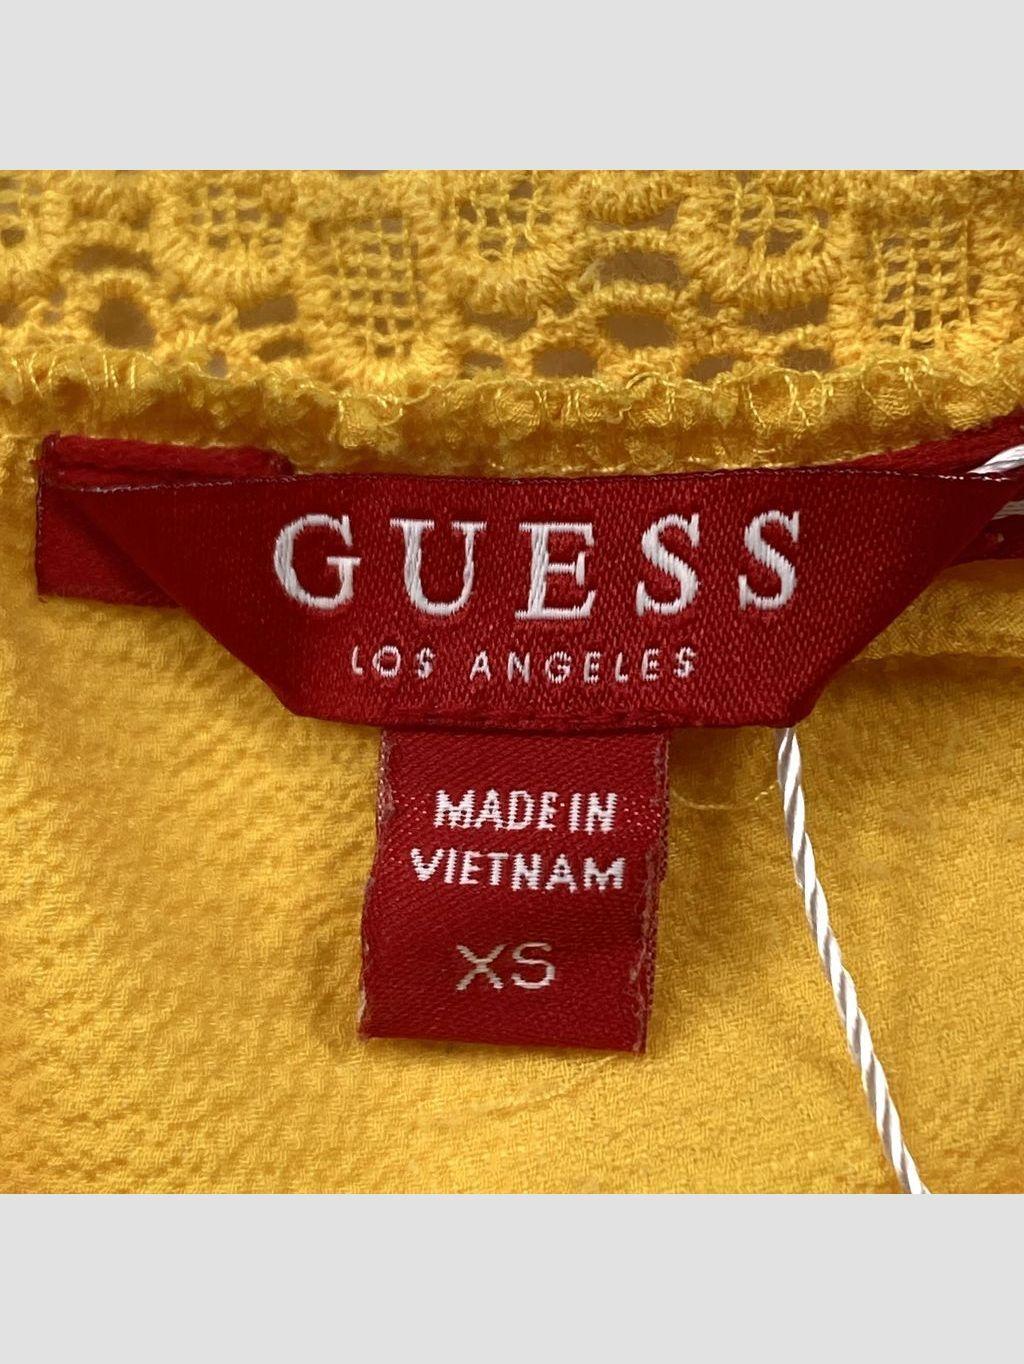 GUESS
LOS ANGELES
MADE IN
VIETNAM
XS